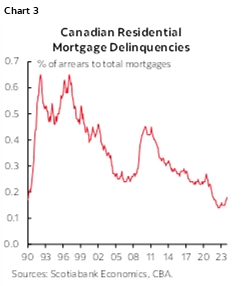 Chart 3
Canadian Residential
Mortgage Delinquencies
% of arrears to total mortgages
0.7
0.6
0.5
0.4
0.3
0.2
0.1
0.0
90 93 96 99 02 05 08 11 14 17 20 23
Sources: Scotiabank Economics, CBA.